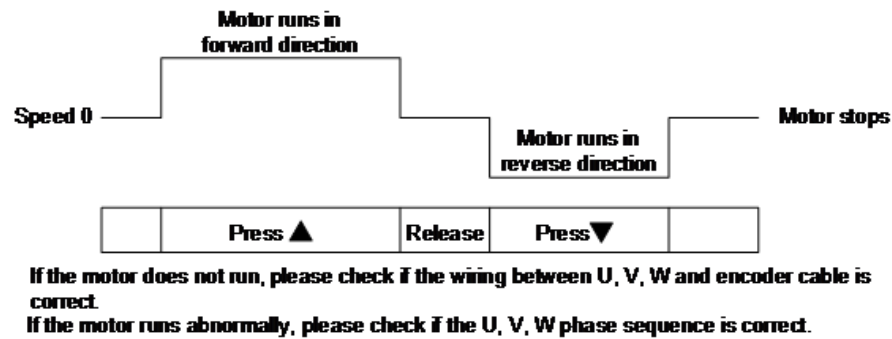 Motor runs in
forward direction
Speed 0
Motor stops
Motor runs in
reverse direction
Press ▲
Release
Press▼
If the motor does not run, please check if the wiring between U, V, W and encoder cable is
correct.
If the motor runs abnormally, please check if the U, V, W phase sequence is correct.